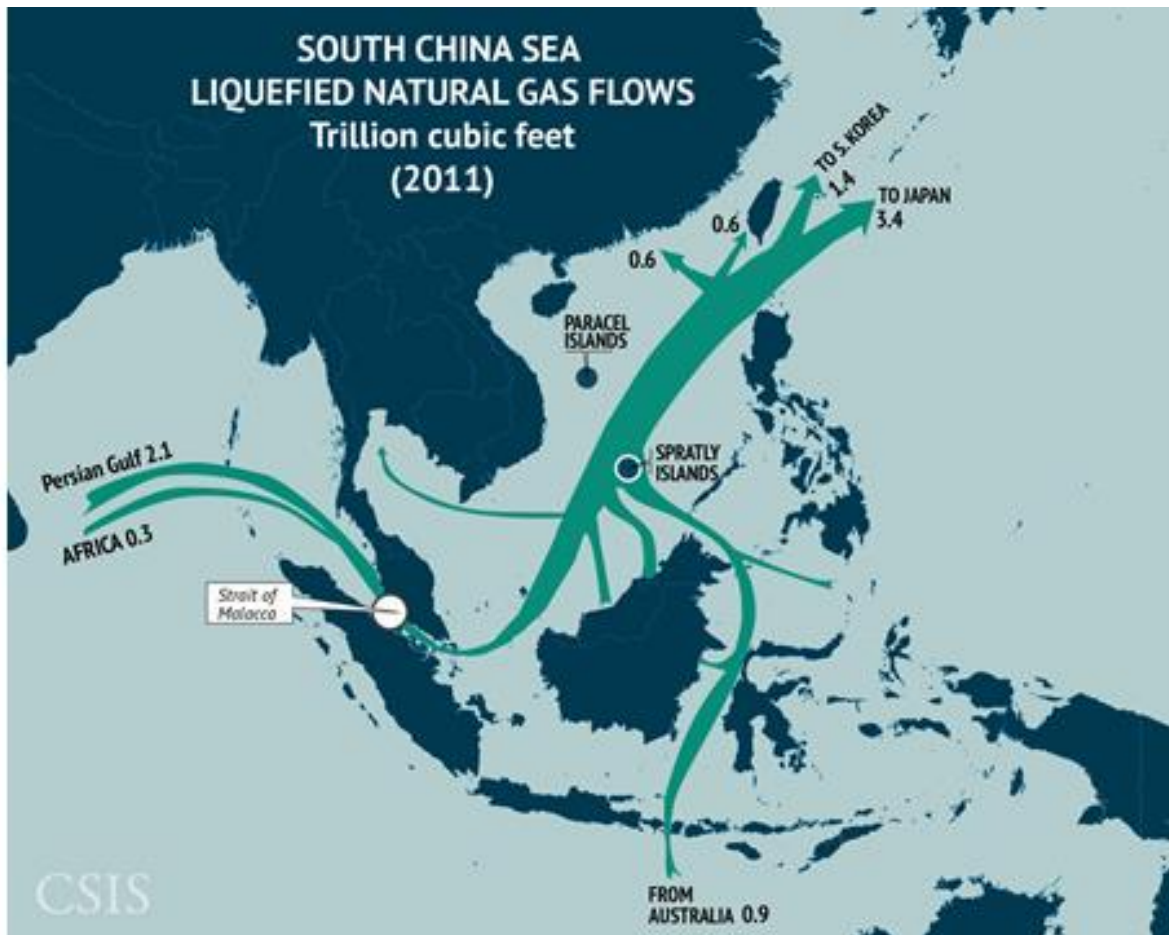 SOUTH CHINA SEA
LIQUEFIED NATURAL GAS FLOWS
Trillion cubic feet
(2011)
TO S. KOREA
1.4
TO JAPAN
3.4
0.6
0.6
PARACEL
ISLANDS
SPRATLY
ISLANDS
Persian Gulf 2.1
AFRICA 0.3
Strait of
Malacca
FROM
AUSTRALIA 0.9
CSIS